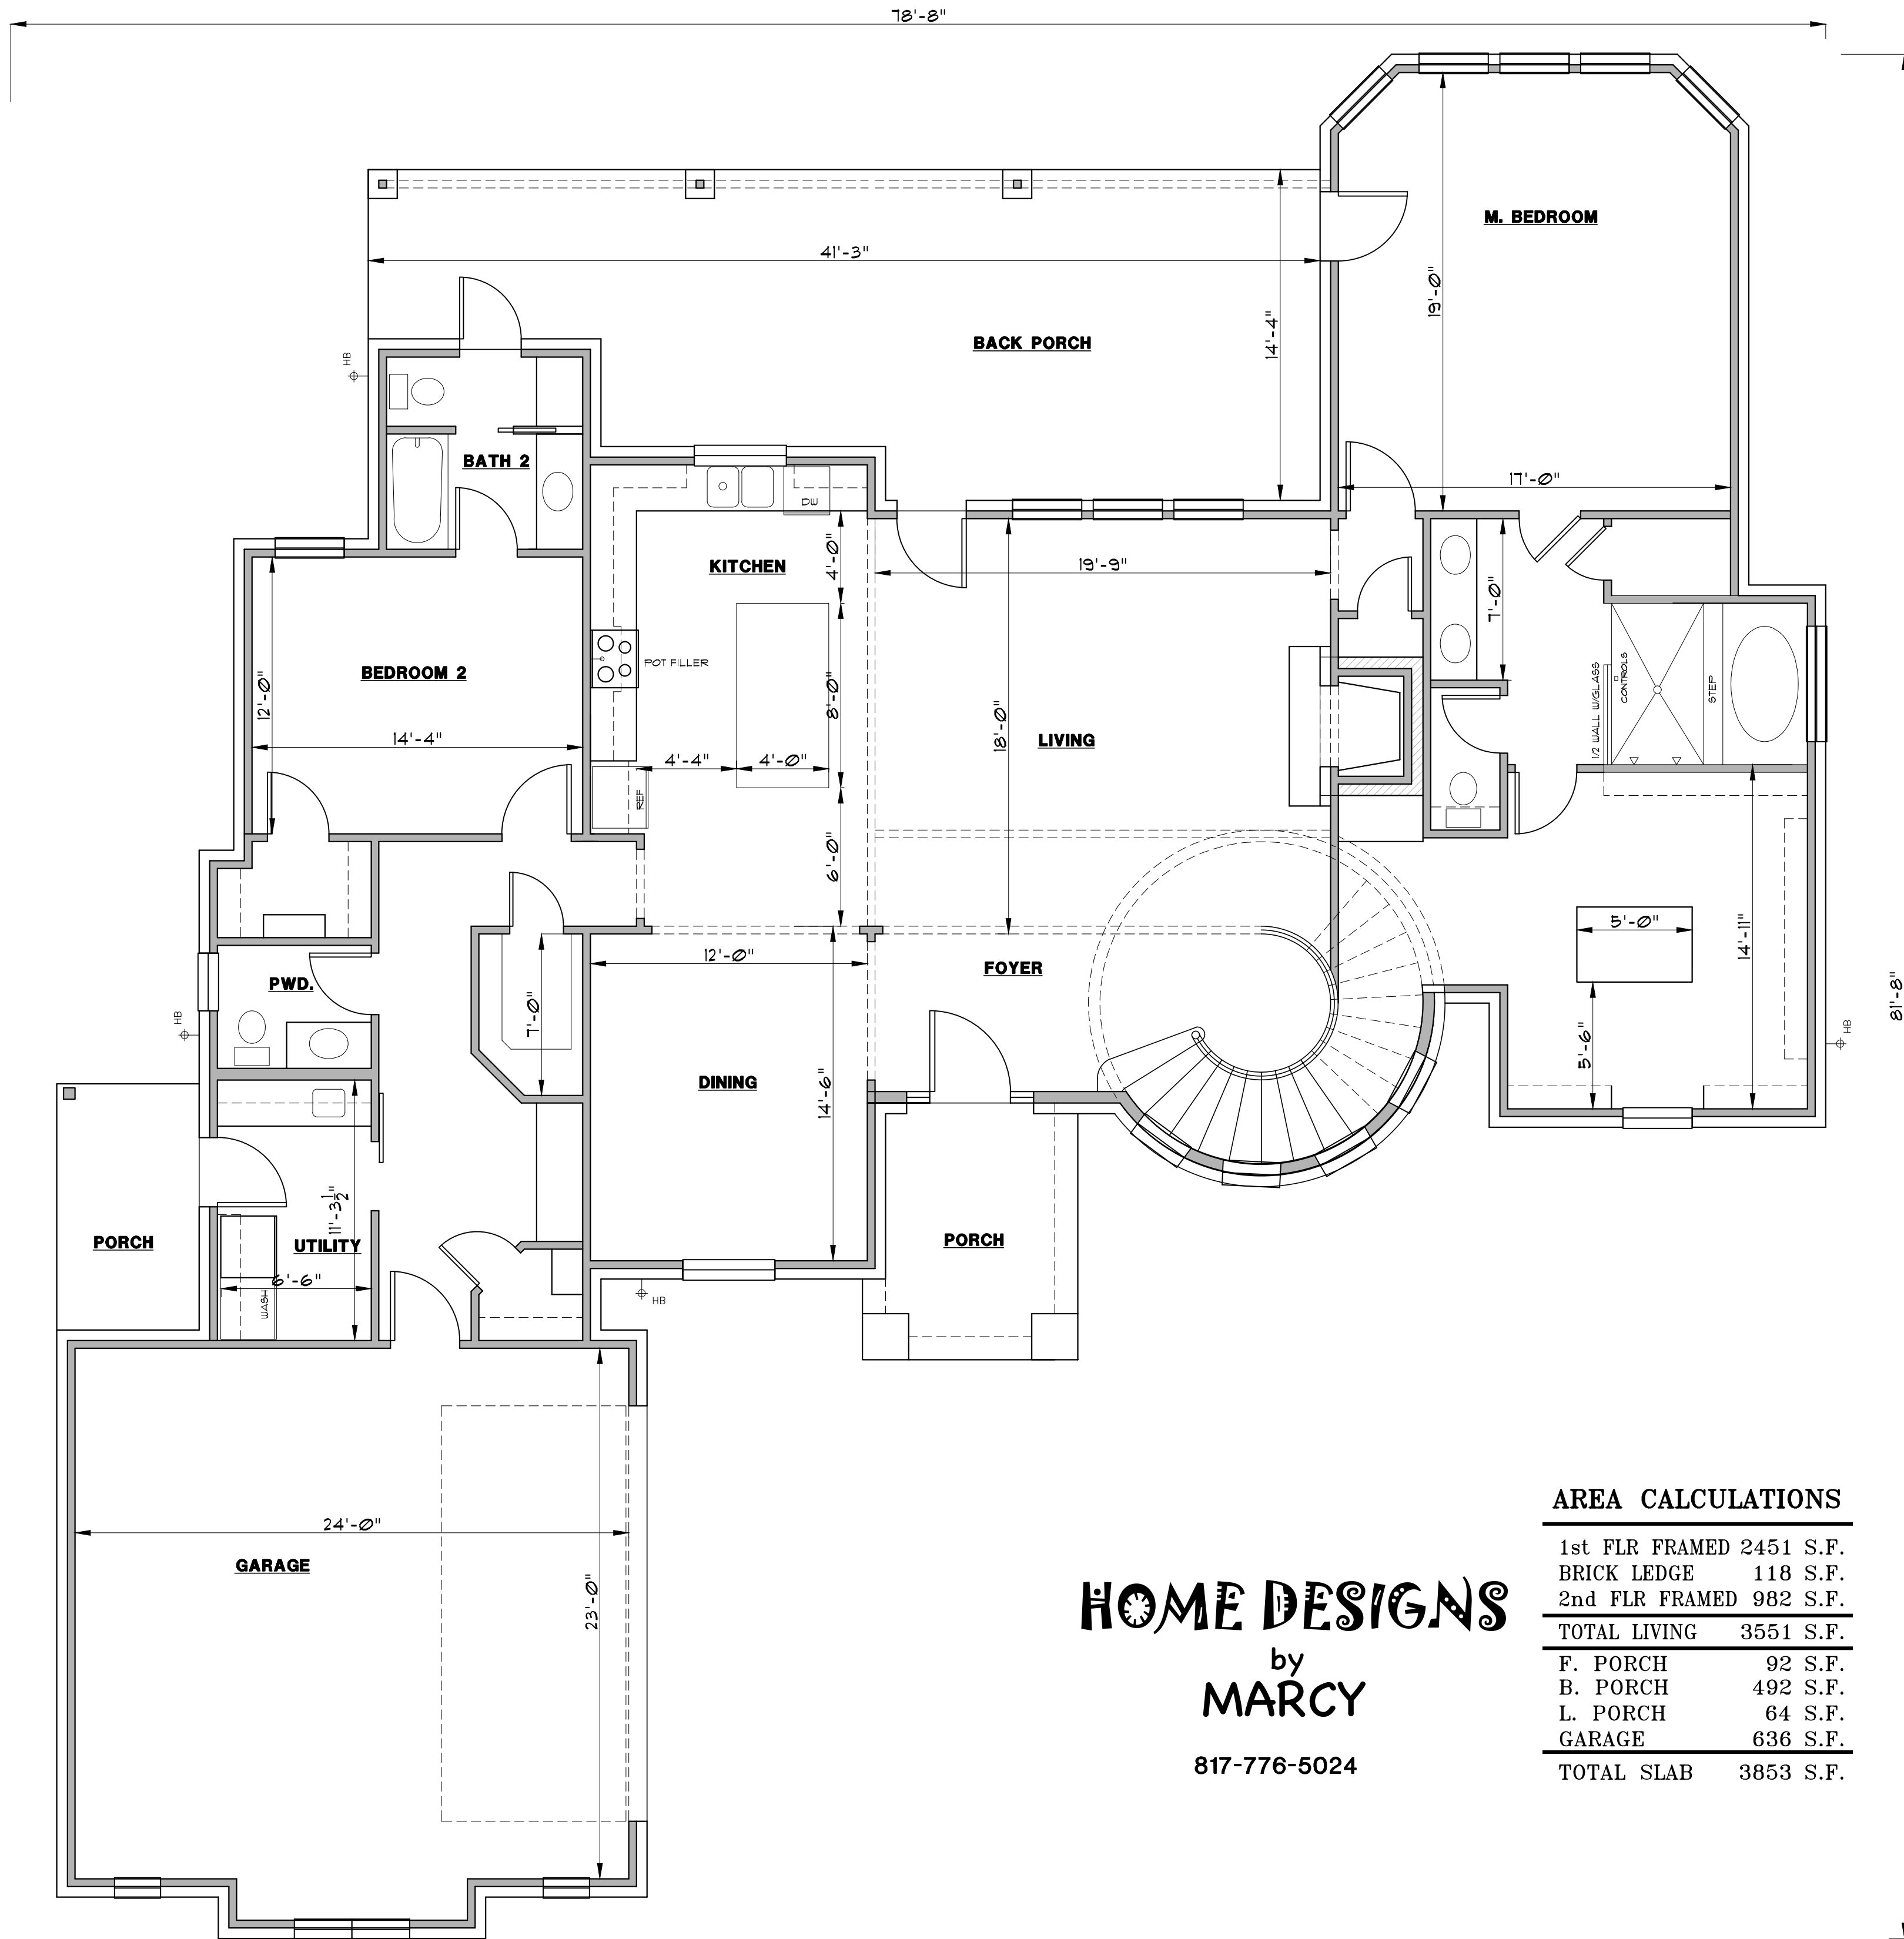 78'-8"
M. BEDROOM
41'-3"
19'-0"
14'-4"
BACK PORCH
HB
BATH 2
17'-0"
DW
KITCHEN
4'-0"
19'-9"
7'-0"
POT FILLER
BEDROOM 2
12'-0"
8'-0"
18'-0"
1/2 WALL W/GLASS
CONTROLS
STEP
14'-4"
LIVING
4'-4"
4'-0"
REF
6'-0"
5'-0"
14'-11"
12'-0"
FOYER
PWD.
7'-0"
81'-8"
HB
HB
5'-6"
DINING
14'-6"
11'-3 1/2"
PORCH
UTILITY
PORCH
6'-6"
WASH
HB
24'-0"
GARAGE
23'-0"
HOME DESIGNS
by
MARCY
817-776-5024
AREA CALCULATIONS
1st FLR FRAMED 2451 S.F.
BRICK LEDGE 118 S.F.
2nd FLR FRAMED 982 S.F.
TOTAL LIVING 3551 S.F.
F. PORCH 92 S.F.
B. PORCH 492 S.F.
L. PORCH 64 S.F.
GARAGE 636 S.F.
TOTAL SLAB 3853 S.F.